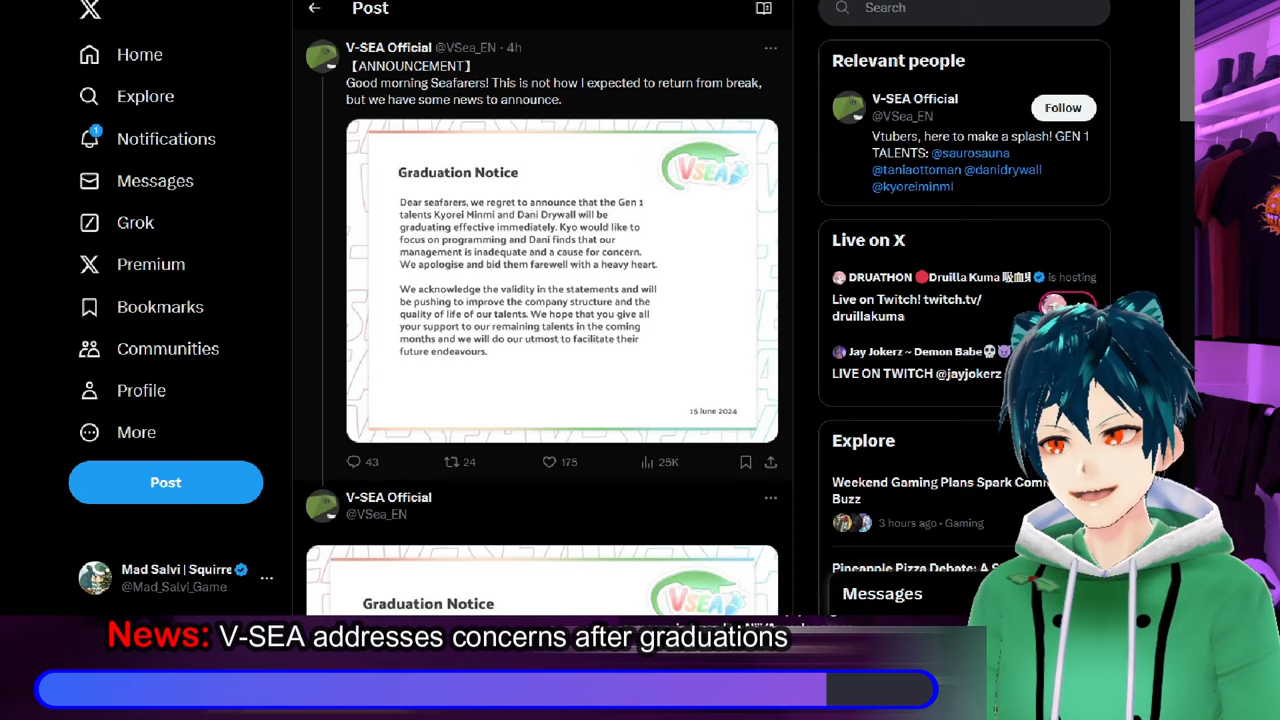 Post
Search
Home
Explore
1
Notifications
Messages
Grok
Premium
Bookmarks
Communities
Profile
More
Post
Mad Salvi | Squirre
@Mad_Salvi_Game
V-SEA Official @VSea_EN · 4h
【ANNOUNCEMENT】
Good morning Seafarers! This is not how I expected to return from break,
but we have some news to announce.
VSEA
Graduation Notice
Dear seafarers, we regret to announce that the Gen 1
talents Kyorei Minmi and Dani Drywall will be
graduating effective immediately. Kyo would like to
focus on programming and Dani finds that our
management is inadequate and a cause for concern.
We apologise and bid them farewell with a heavy heart.
We acknowledge the validity in the statements and will
be pushing to improve the company structure and the
quality of life of our talents. We hope that you give all
your support to our remaining talents in the coming
months and we will do our utmost to facilitate their
future endeavours.
15 June 2024
43
24
175
25K
V-SEA Official
@VSea_EN
VSEA
Graduation Notice
Relevant people
V-SEA Official
@VSea_EN
Follow
Vtubers, here to make a splash! GEN 1
TALENTS: @saurosauna
@taniaottoman @danidrywall
@kyoreiminmi
Live on X
DRUATHON 🔴Druilla Kuma 吸血 is hosting
Live on Twitch! twitch.tv/
druillakuma
Jay Jokerz ~ Demon Babe
LIVE ON TWITCH @jayjokerz
Explore
Weekend Gaming Plans Spark Com
Buzz
3 hours ago · Gaming
Pineapple Pizza Debate: A S
Messages
News: V-SEA addresses concerns after graduations